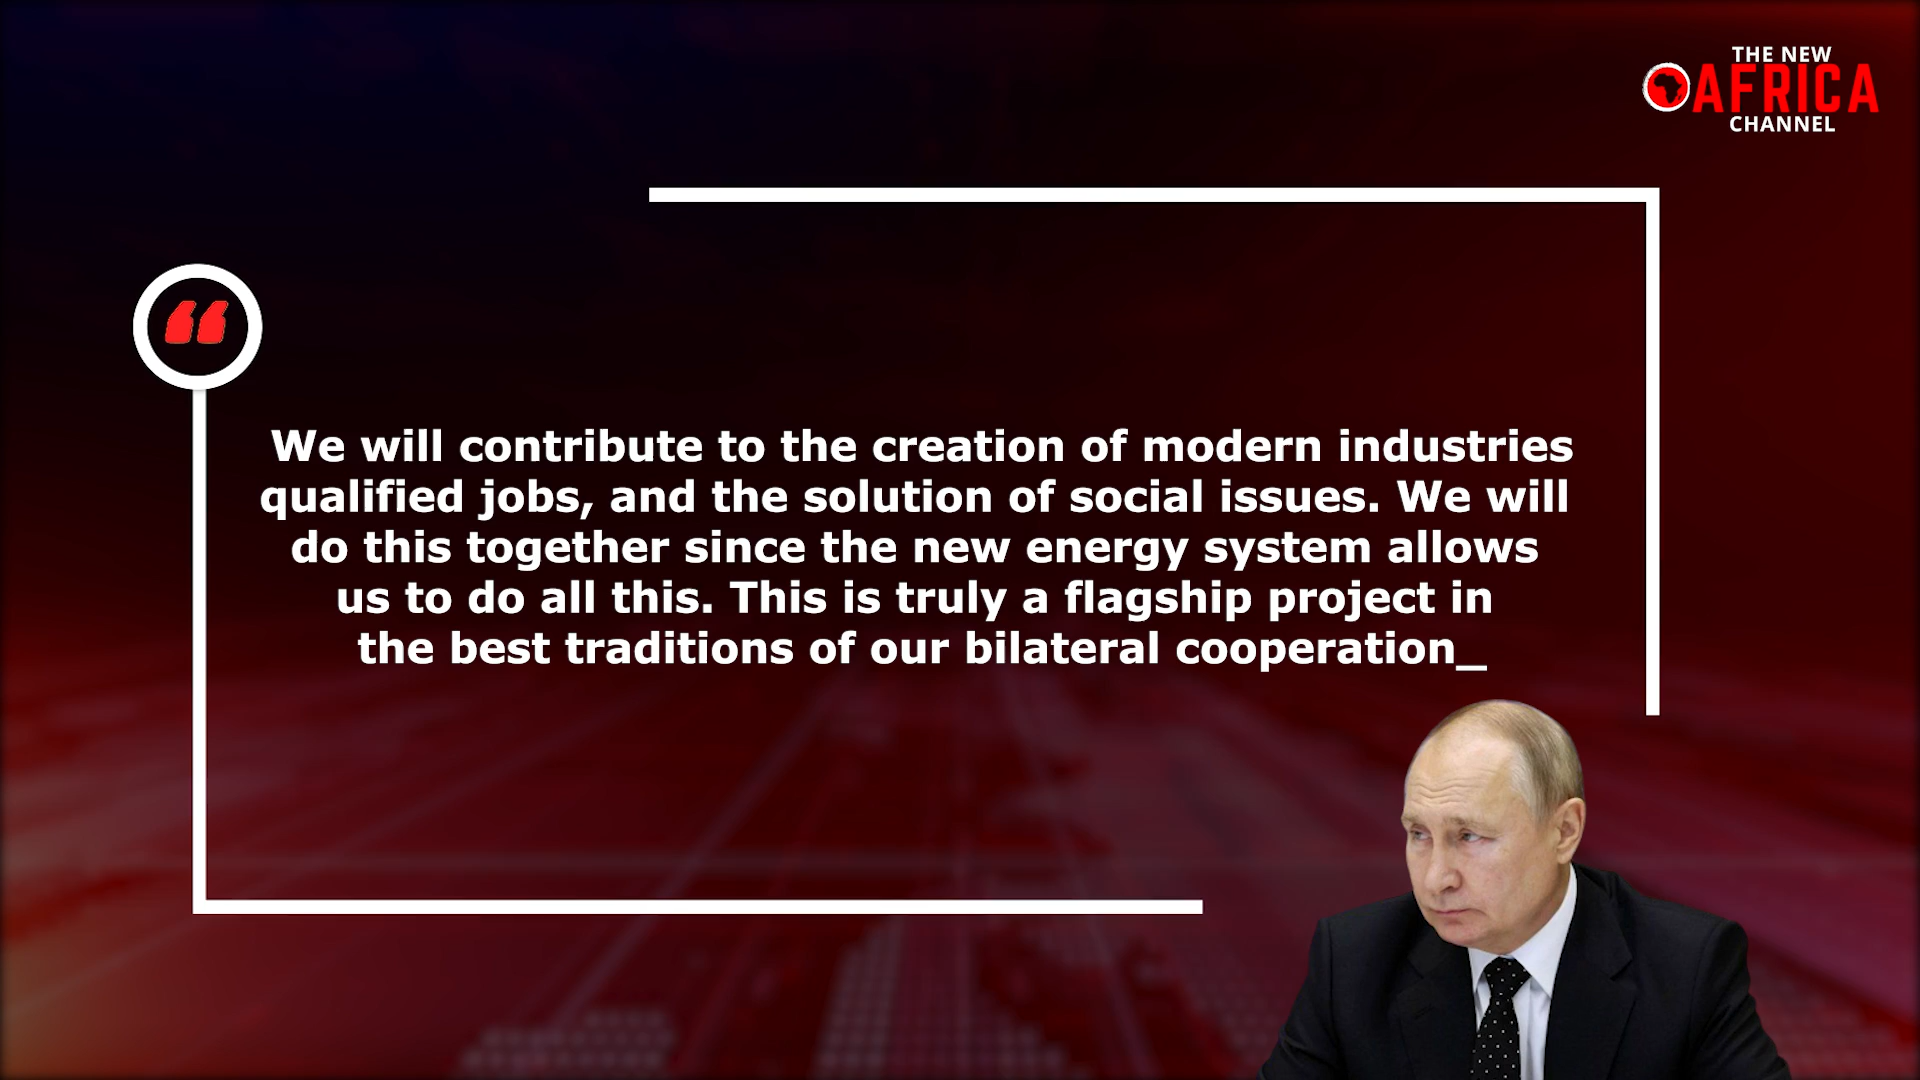 THE NEW
AFRICA
CHANNEL
“
We will contribute to the creation of modern industries
qualified jobs, and the solution of social issues. We will
do this together since the new energy system allows
us to do all this. This is truly a flagship project in
the best traditions of our bilateral cooperation_